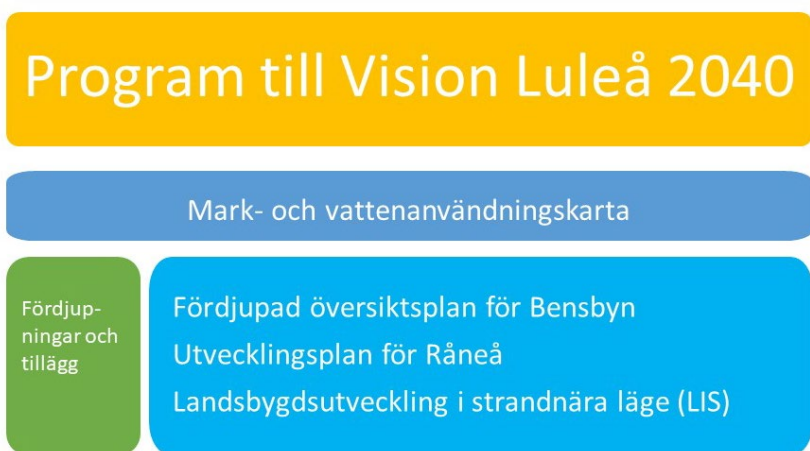 Program till Vision Luleå 2040
Mark- och vattenanvändningskarta
Fördjup-
ningar och
tillägg
Fördjupad översiktsplan för Bensbyn
Utvecklingsplan för Råneå
Landsbygdsutveckling i strandnära läge (LIS)